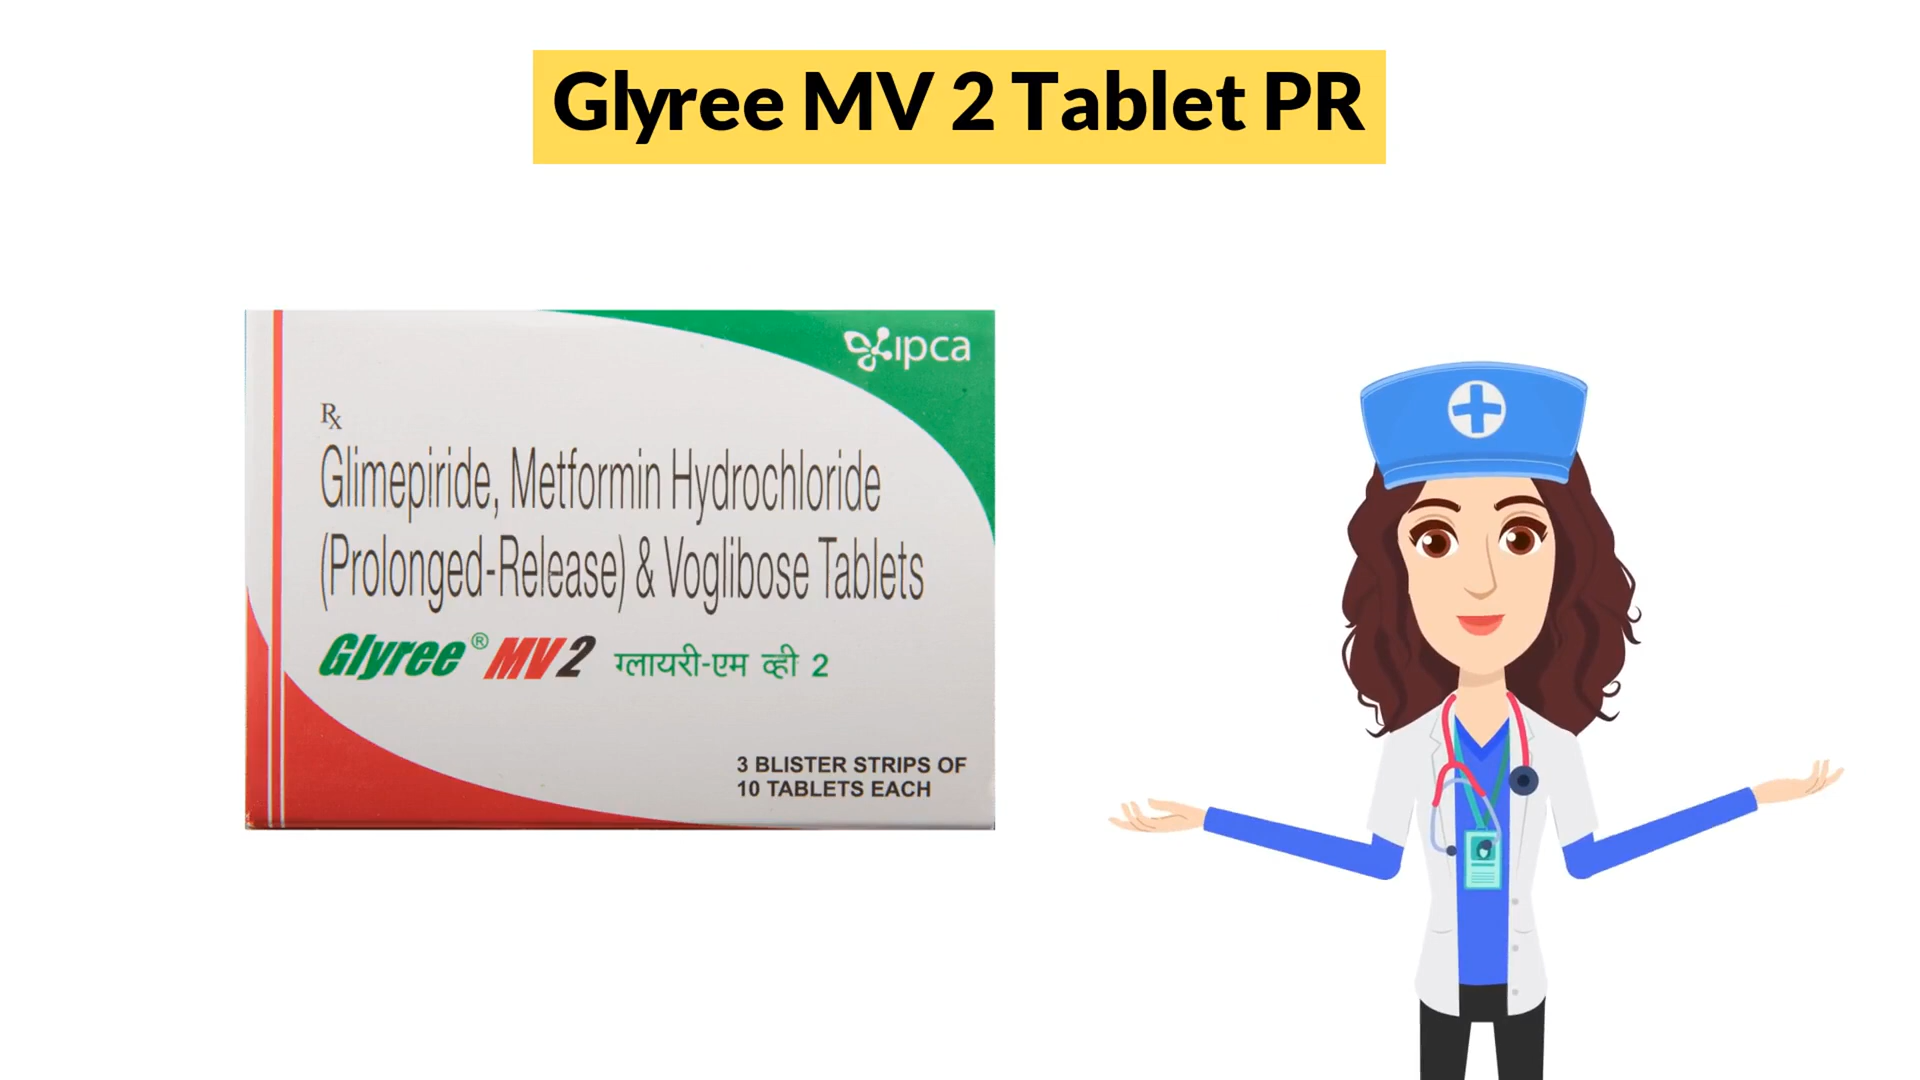 Glyree MV 2 Tablet PR
ipca
Rx
Glimepiride, Metformin Hydrochloride
(Prolonged-Release) & Voglibose Tablets
Glyree® MV2 ग्लायरी-एम व्ही 2
3 BLISTER STRIPS OF
10 TABLETS EACH